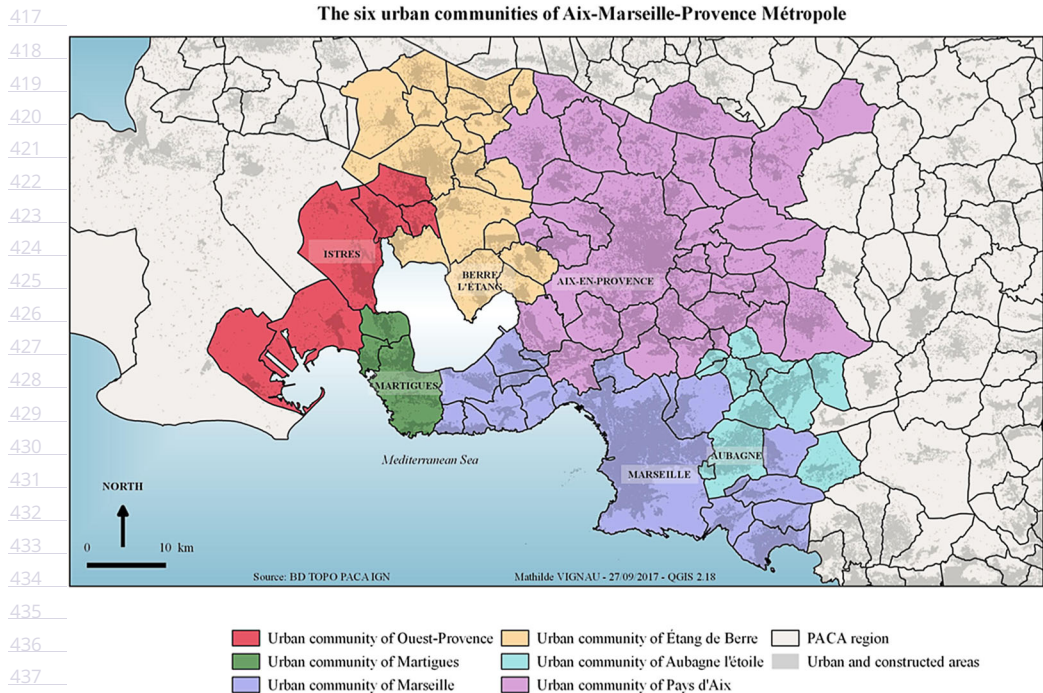 The six urban communities of Aix-Marseille-Provence Métropole
417
418
419
420
421
422
423
424
425
426
427
428
429
430
431
432
433
434
435
436
437
ISTRES
BERRE
L'ÉTANG
AIX-EN-PROVENCE
MARTIGUES
AUBAGNE
MARSEILLE
Mediterranean Sea
NORTH
0 10 km
Source: BD TOPO PACA IGN
Mathilde VIGNAU - 27/09/2017 - QGIS 2.18
Urban community of Ouest-Provence
Urban community of Martigues
Urban community of Marseille
Urban community of Étang de Berre
Urban community of Aubagne l'étoile
Urban community of Pays d'Aix
PACA region
Urban and constructed areas